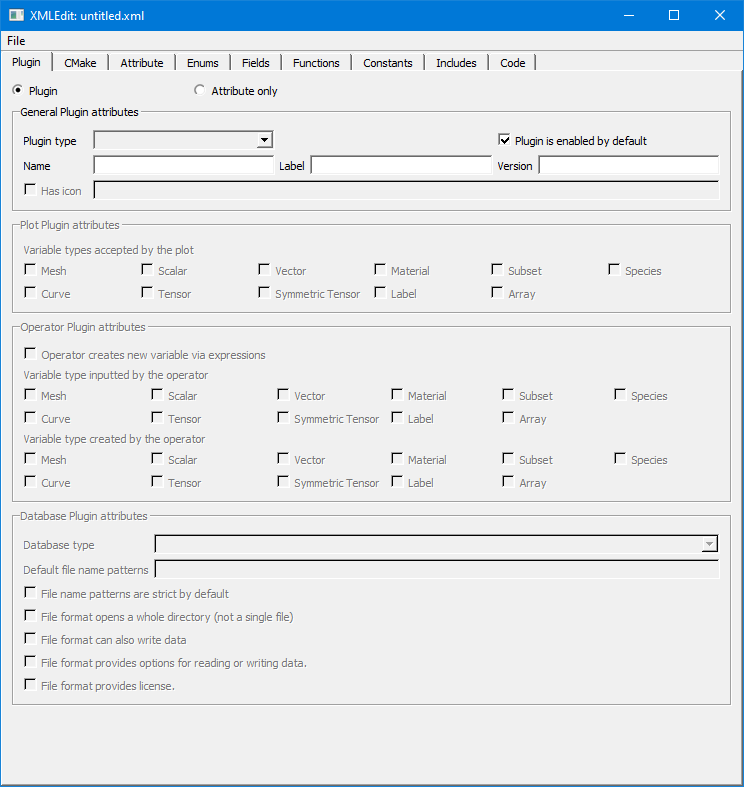 XMLEdit: untitled.xml
File
Plugin CMake Attribute Enums Fields Functions Constants Includes Code
Plugin Attribute only
General Plugin attributes
Plugin type Plugin is enabled by default
Name Label Version
Has icon
Plot Plugin attributes
Variable types accepted by the plot
Mesh Scalar Vector Material Subset Species
Curve Tensor Symmetric Tensor Label Array
Operator Plugin attributes
Operator creates new variable via expressions
Variable type inputted by the operator
Mesh Scalar Vector Material Subset Species
Curve Tensor Symmetric Tensor Label Array
Variable type created by the operator
Mesh Scalar Vector Material Subset Species
Curve Tensor Symmetric Tensor Label Array
Database Plugin attributes
Database type
Default file name patterns
File name patterns are strict by default
File format opens a whole directory (not a single file)
File format can also write data
File format provides options for reading or writing data.
File format provides license.